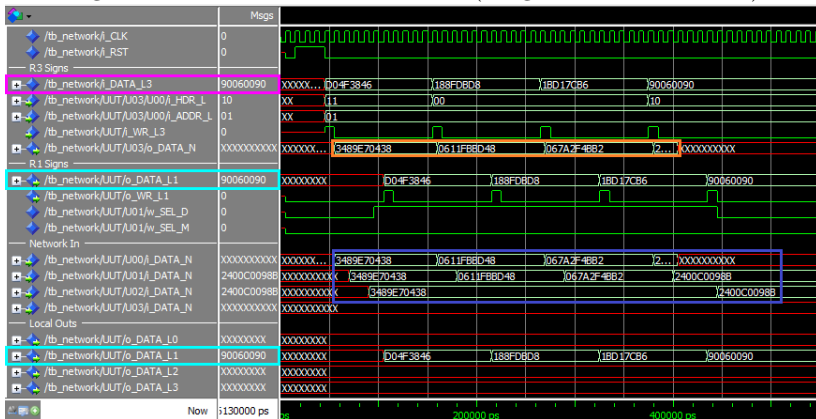 Msgs
/tb_network/i_CLK 0
/tb_network/i_RST 0
R3 Signs
/tb_network/i_DATA_L3 90060090 XXXXX... D04F3846 188FDBD8 1BD17CB6 90060090
/tb_network/UUT/U03/U00/i_HDR_L 10 XX 11 00 10
/tb_network/UUT/U03/U00/i_ADDR_L 01 XX 01
/tb_network/i_WR_L3 0
/tb_network/UUT/U03/o_DATA_N XXXXXXXXXX XXXXXX... 3489E70438 0611FBBD48 067A2F4BB2 2... XXXXXXXXXX
R1 Signs
/tb_network/UUT/o_DATA_L1 90060090 XXXXXXXX D04F3846 188FDBD8 1BD17CB6 90060090
/tb_network/UUT/o_WR_L1 0
/tb_network/UUT/U01/w_SEL_D 0
/tb_network/UUT/U01/w_SEL_M 0
Network In
/tb_network/UUT/U00/i_DATA_N XXXXXXXXXX XXXXXX... 3489E70438 0611FBBD48 067A2F4BB2 2... XXXXXXXXXX
/tb_network/UUT/U01/i_DATA_N 2400C0098B XXXXXXXXXX 3489E70438 0611FBBD48 067A2F4BB2 2400C0098B
/tb_network/UUT/U02/i_DATA_N 2400C0098B XXXXXXXXXX 3489E70438 2400C0098B
/tb_network/UUT/U03/i_DATA_N XXXXXXXXXX XXXXXXXXXX
Local Outs
/tb_network/UUT/o_DATA_L0 XXXXXXXX XXXXXXXX
/tb_network/UUT/o_DATA_L1 90060090 XXXXXXXX D04F3846 188FDBD8 1BD17CB6 90060090
/tb_network/UUT/o_DATA_L2 XXXXXXXX XXXXXXXX
/tb_network/UUT/o_DATA_L3 XXXXXXXX XXXXXXXX
Now 5130000 ps ps 200000 ps 400000 ps